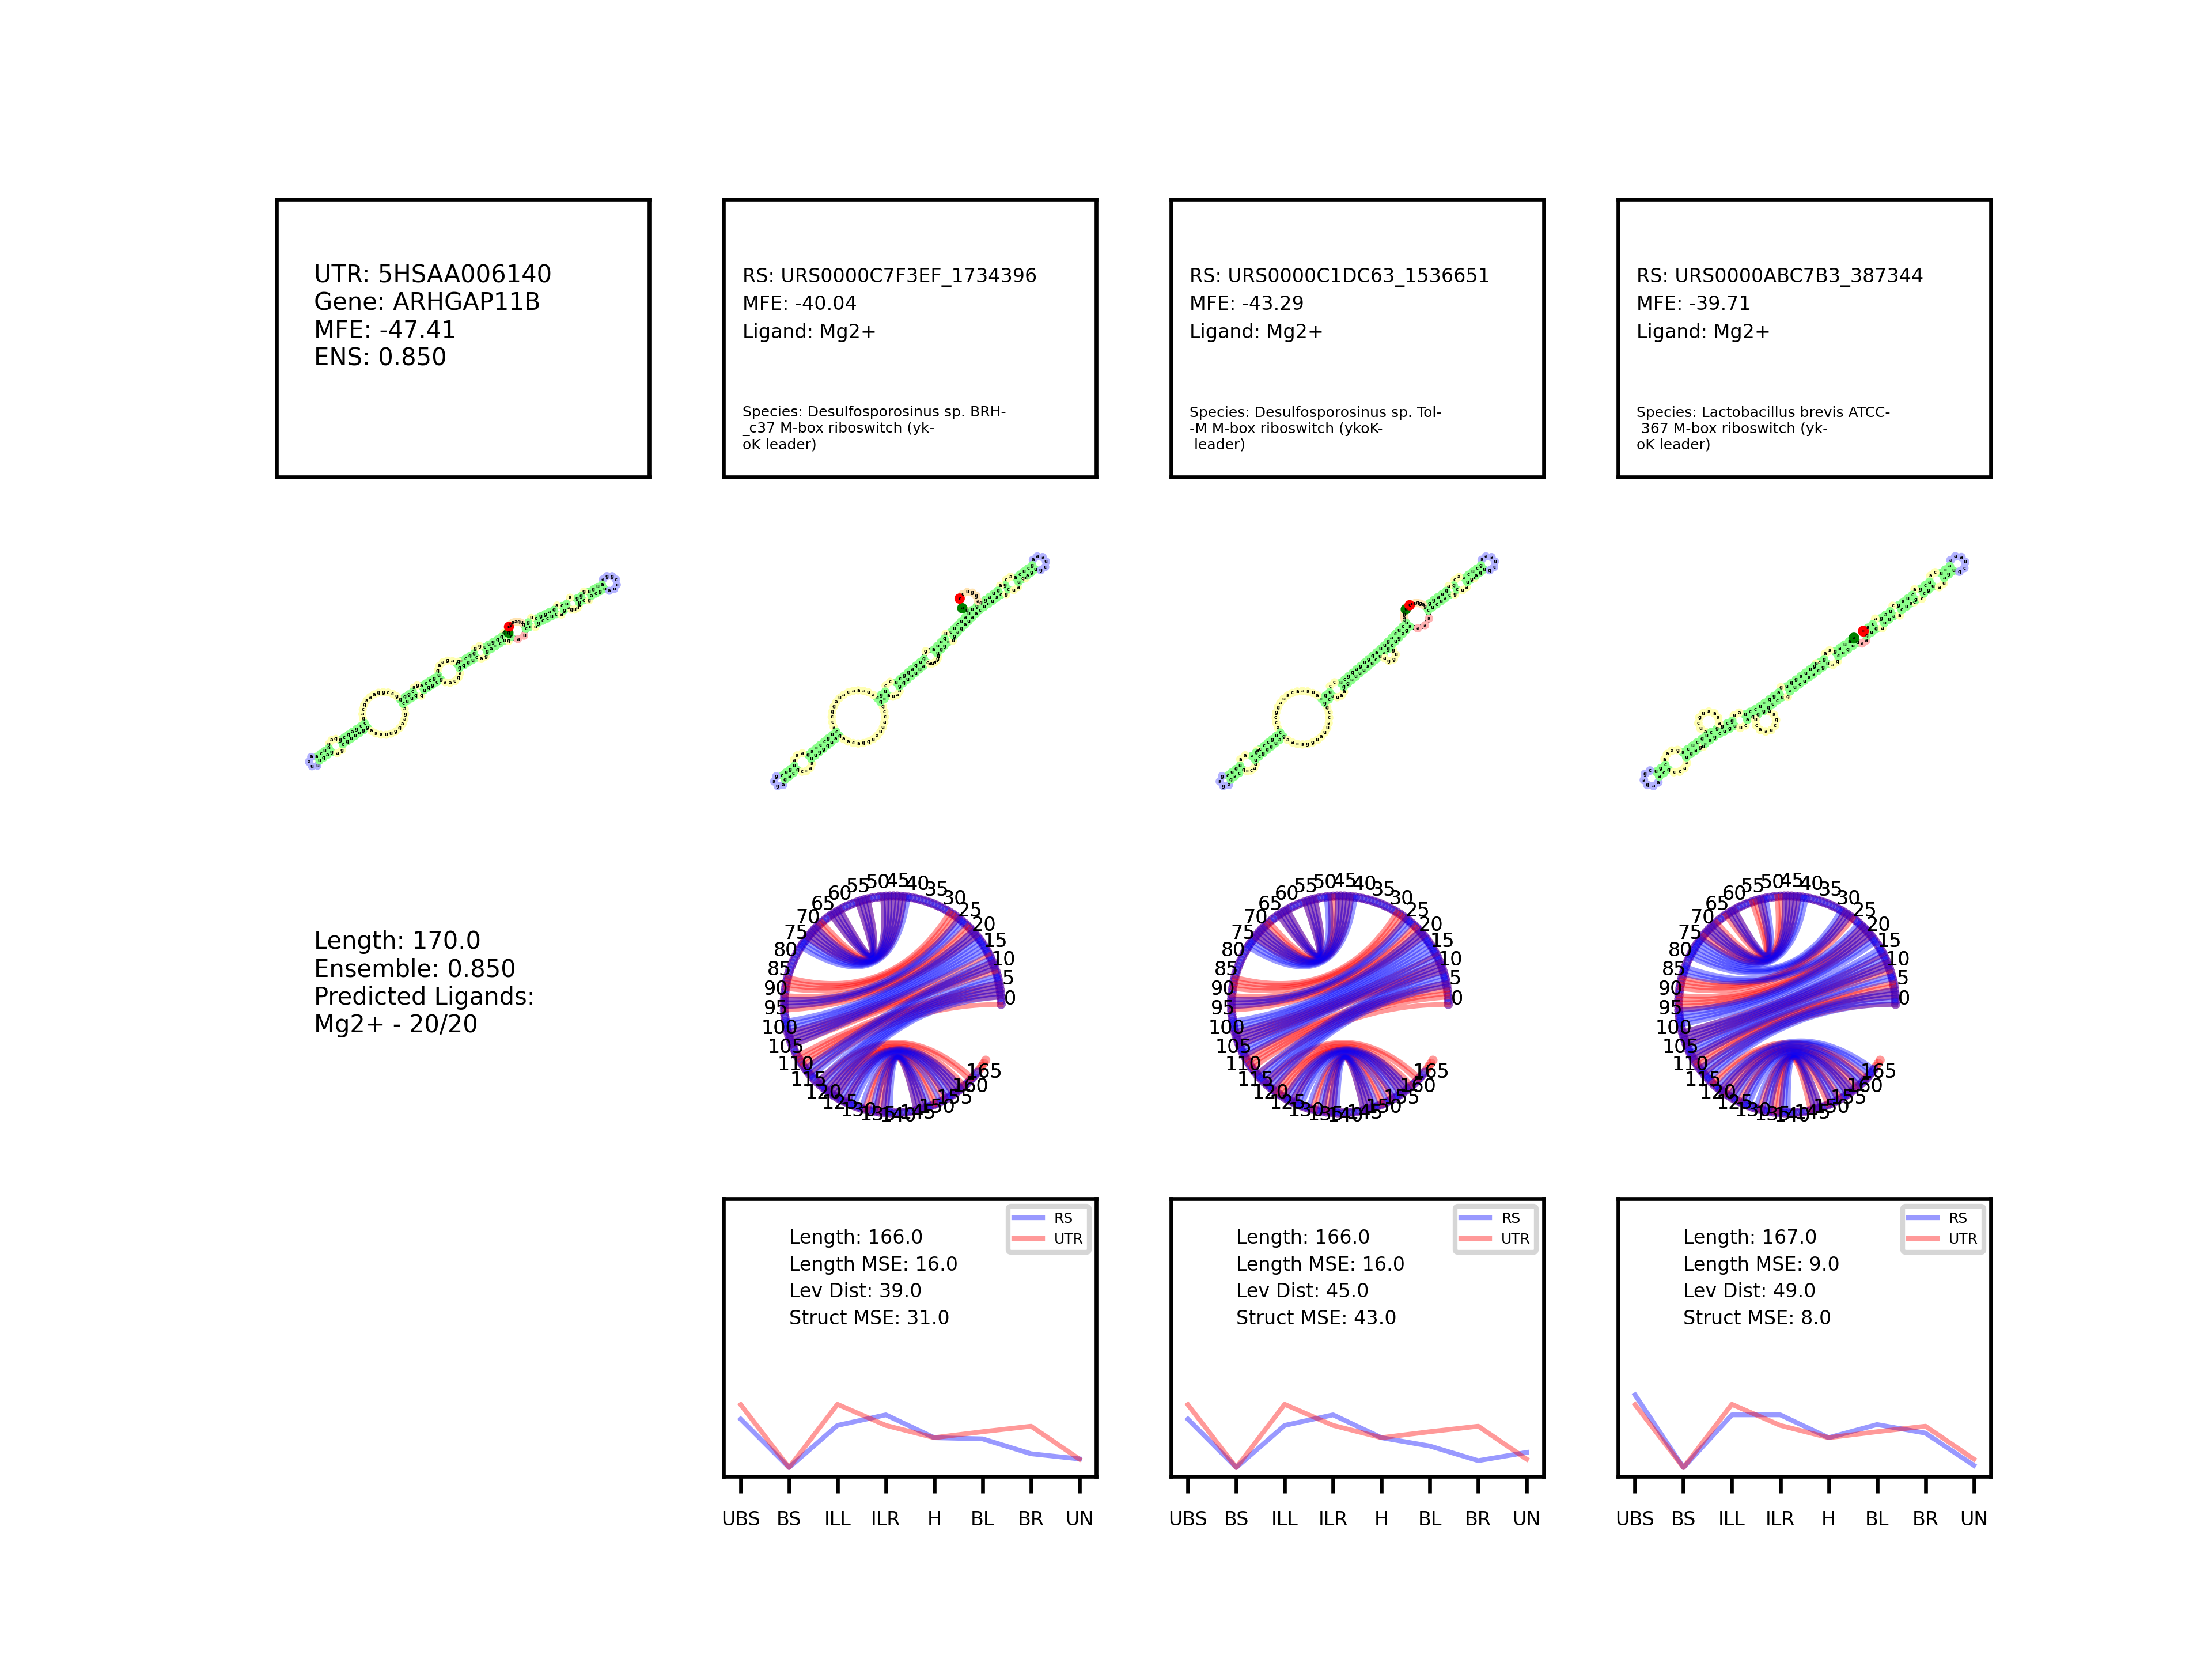 UTR: 5HSAA006140
Gene: ARHGAP11B
MFE: -47.41
ENS: 0.850
RS: URS0000C7F3EF_1734396
MFE: -40.04
Ligand: Mg2+
Species: Desulfosporosinus sp. BRH-
_c37 M-box riboswitch (yk-
oK leader)
RS: URS0000C1DC63_1536651
MFE: -43.29
Ligand: Mg2+
Species: Desulfosporosinus sp. Tol-
-M M-box riboswitch (ykoK-
leader)
RS: URS0000ABC7B3_387344
MFE: -39.71
Ligand: Mg2+
Species: Lactobacillus brevis ATCC-
367 M-box riboswitch (yk-
oK leader)
Length: 170.0
Ensemble: 0.850
Predicted Ligands:
Mg2+ - 20/20
0 5 10 15 20 25 30 35 40 45 50 55 60 65 70 75 80 85 90 95 100 105 110 115 120 125 130 135 140 145 150 155 160 165
0 5 10 15 20 25 30 35 40 45 50 55 60 65 70 75 80 85 90 95 100 105 110 115 120 125 130 135 140 145 150 155 160 165
0 5 10 15 20 25 30 35 40 45 50 55 60 65 70 75 80 85 90 95 100 105 110 115 120 125 130 135 140 145 150 155 160 165
RS
UTR
Length: 166.0
Length MSE: 16.0
Lev Dist: 39.0
Struct MSE: 31.0
UBS BS ILL ILR H BL BR UN
RS
UTR
Length: 166.0
Length MSE: 16.0
Lev Dist: 45.0
Struct MSE: 43.0
UBS BS ILL ILR H BL BR UN
RS
UTR
Length: 167.0
Length MSE: 9.0
Lev Dist: 49.0
Struct MSE: 8.0
UBS BS ILL ILR H BL BR UN